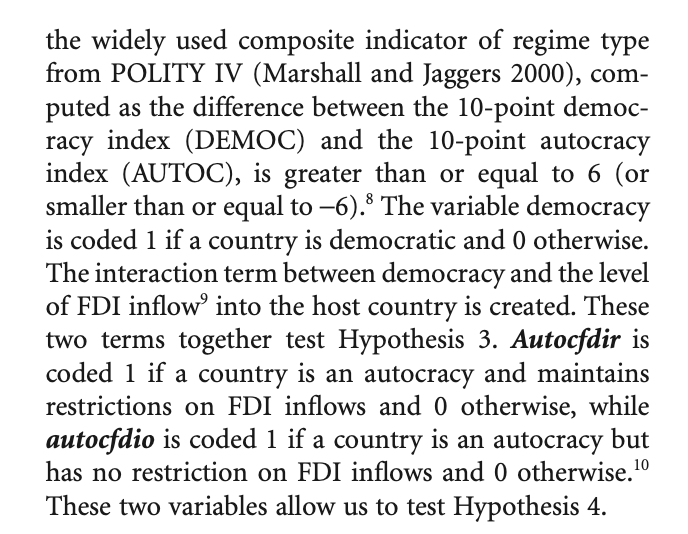 the widely used composite indicator of regime type
from POLITY IV (Marshall and Jaggers 2000), com-
puted as the difference between the 10-point democ-
racy index (DEMOC) and the 10-point autocracy
index (AUTOC), is greater than or equal to 6 (or
smaller than or equal to −6).⁸ The variable democracy
is coded 1 if a country is democratic and 0 otherwise.
The interaction term between democracy and the level
of FDI inflow⁹ into the host country is created. These
two terms together test Hypothesis 3. Autocfdir is
coded 1 if a country is an autocracy and maintains
restrictions on FDI inflows and 0 otherwise, while
autocfdio is coded 1 if a country is an autocracy but
has no restriction on FDI inflows and 0 otherwise.¹⁰
These two variables allow us to test Hypothesis 4.